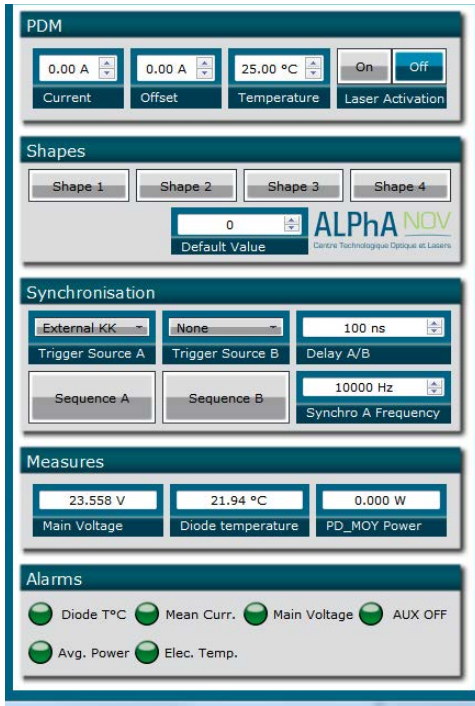 PDM
0.00 A 0.00 A 25.00 °C On Off
Current Offset Temperature Laser Activation
Shapes
Shape 1 Shape 2 Shape 3 Shape 4
0
Default Value
ALPhA NOV
Centre Technologique Optique et Lasers
Synchronisation
External KK None 100 ns
Trigger Source A Trigger Source B Delay A/B
Sequence A Sequence B 10000 Hz
Synchro A Frequency
Measures
23.558 V 21.94 °C 0.000 W
Main Voltage Diode temperature PD_MOY Power
Alarms
Diode T°C Mean Curr. Main Voltage AUX OFF
Avg. Power Elec. Temp.